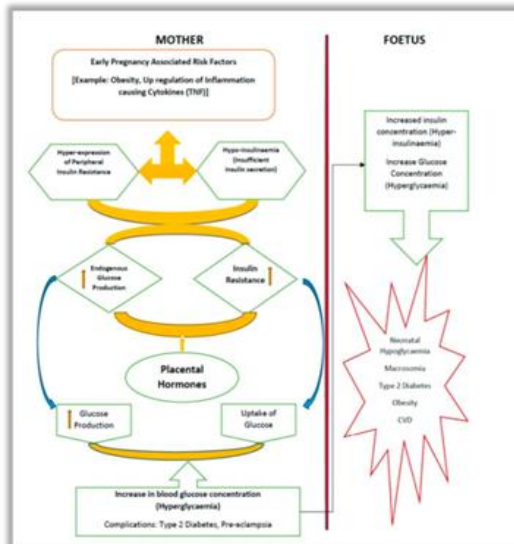 MOTHER
FOETUS
Early Pregnancy Associated Risk Factors
[Example: Obesity, Up regulation of Inflammation
causing Cytokines (TNF)]
Hyper-expression
of Peripheral
Insulin Resistance
Hypo-insulinaemia
(Insufficient
Insulin secretion)
Increased insulin
concentration (Hyper-
insulinaemia)
Increase Glucose
Concentration
(Hyperglycaemia)
Endogenous
Glucose
Production
Insulin
Resistance
Placental
Hormones
Neonatal
Hypoglycaemia
Macrosomia
Type 2 Diabetes
Obesity
CVD
Glucose
Production
Uptake of
Glucose
Increase in blood glucose concentration
(Hyperglycaemia)
Complications: Type 2 Diabetes, Pre-eclampsia